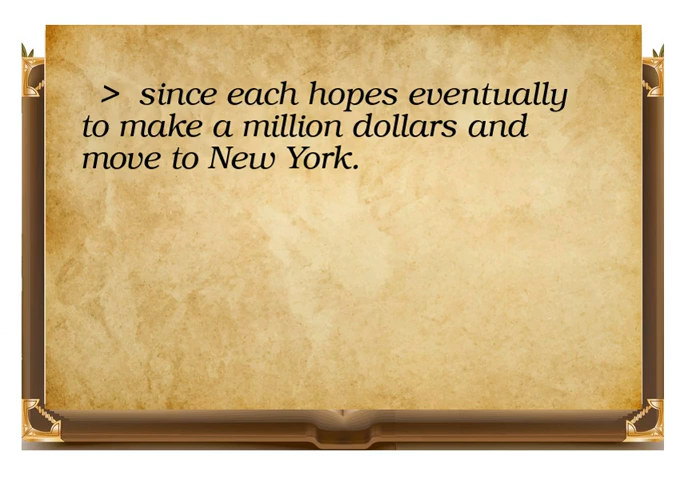 > since each hopes eventually
to make a million dollars and
move to New York.